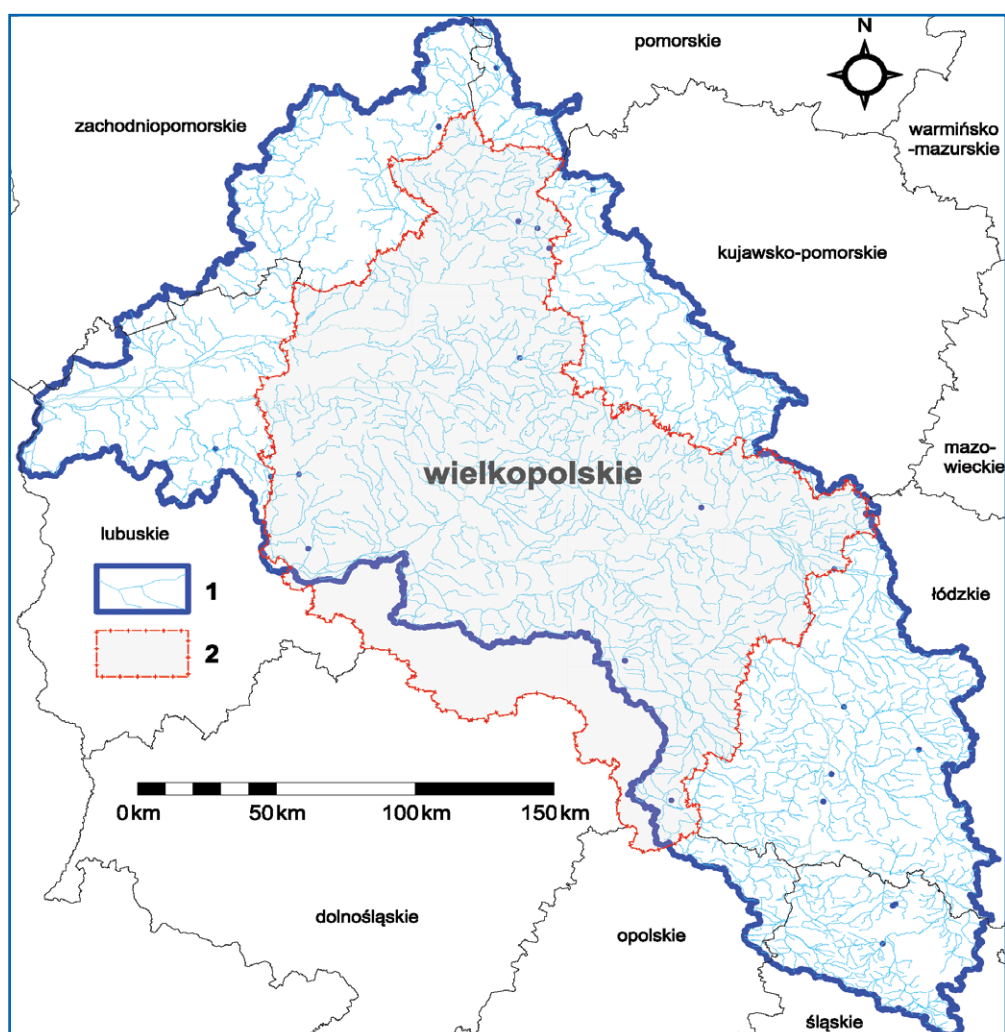 N
pomorskie
zachodniopomorskie
warmińsko
-mazurskie
kujawsko-pomorskie
mazo-
wieckie
wielkopolskie
lubuskie
1
łódzkie
2
0 km 50 km 100 km 150 km
dolnośląskie
opolskie
śląskie